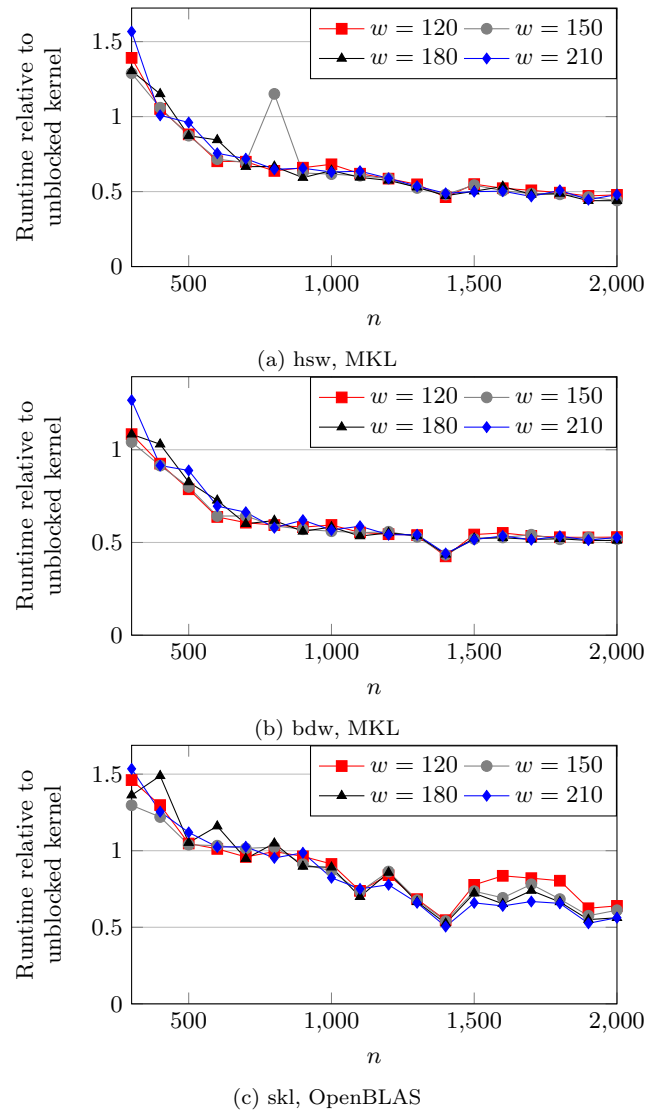 Runtime relative to
unblocked kernel
1.5
1
0.5
0
w = 120 w = 150
w = 180 w = 210
500 1,000 1,500 2,000
n
(a) hsw, MKL
Runtime relative to
unblocked kernel
1
0.5
0
w = 120 w = 150
w = 180 w = 210
500 1,000 1,500 2,000
n
(b) bdw, MKL
Runtime relative to
unblocked kernel
1.5
1
0.5
0
w = 120 w = 150
w = 180 w = 210
500 1,000 1,500 2,000
n
(c) skl, OpenBLAS